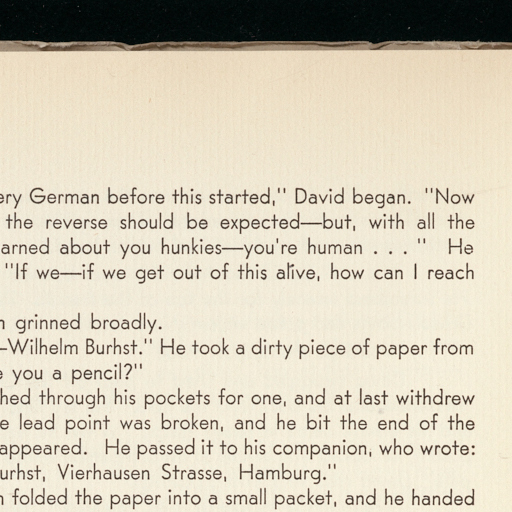 ery German before this started," David began. "Now
the reverse should be expected—but, with all the
arned about you hunkies—you're human . . . " He
"If we—if we get out of this alive, how can I reach
n grinned broadly.
—Wilhelm Burhst." He took a dirty piece of paper from
e you a pencil?"
hed through his pockets for one, and at last withdrew
e lead point was broken, and he bit the end of the
appeared. He passed it to his companion, who wrote:
urhst, Vierhausen Strasse, Hamburg."
n folded the paper into a small packet, and he handed